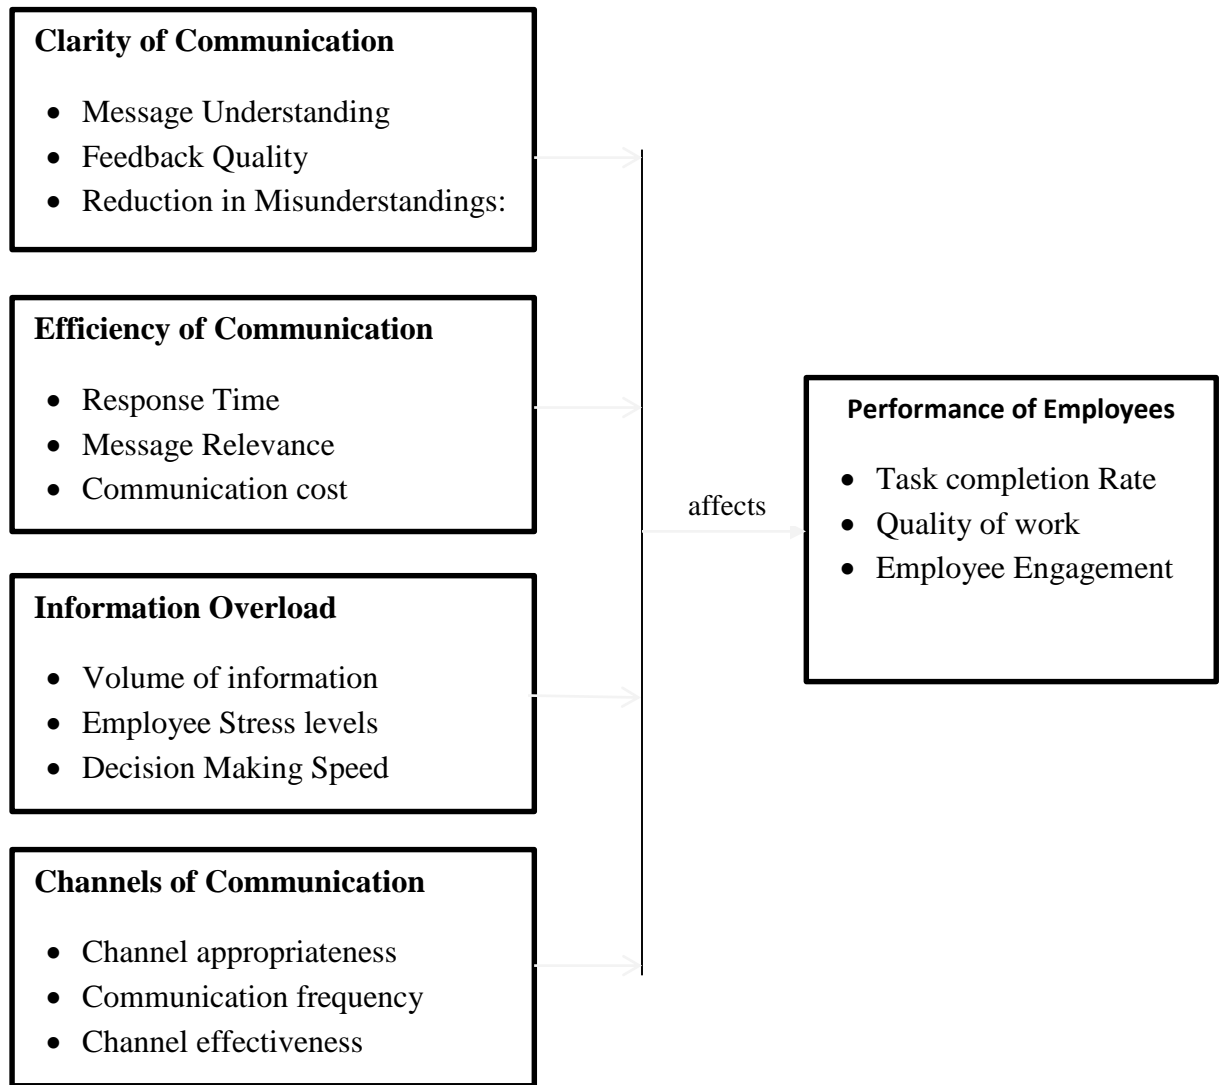 Clarity of Communication
• Message Understanding
• Feedback Quality
• Reduction in Misunderstandings:
Efficiency of Communication
• Response Time
• Message Relevance
• Communication cost
Information Overload
• Volume of information
• Employee Stress levels
• Decision Making Speed
Channels of Communication
• Channel appropriateness
• Communication frequency
• Channel effectiveness
affects
Performance of Employees
• Task completion Rate
• Quality of work
• Employee Engagement